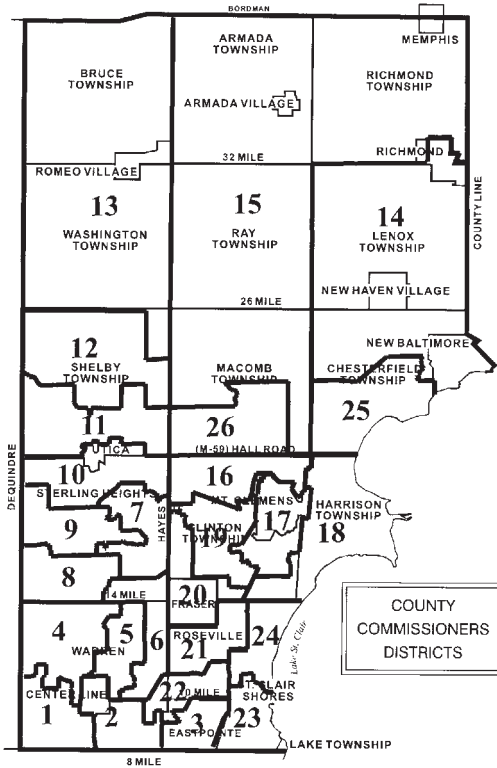 BORDMAN
ARMADA
TOWNSHIP
MEMPHIS
BRUCE
TOWNSHIP
RICHMOND
TOWNSHIP
ARMADA VILLAGE
RICHMOND
32 MILE
ROMEO VILLAGE
13
15
14
WASHINGTON
TOWNSHIP
RAY
TOWNSHIP
LENOX
TOWNSHIP
COUNTY LINE
NEW HAVEN VILLAGE
26 MILE
12
SHELBY
TOWNSHIP
MACOMB
TOWNSHIP
NEW BALTIMORE
CHESTERFIELD
TOWNSHIP
25
11
26
UTICA
(M-59) HALL ROAD
DEQUINDRE
10
16
STERLING HEIGHTS
MT. CLEMENS
7
HAYES
9
CLINTON
TOWNSHIP
19
17
HARRISON
TOWNSHIP
18
8
14 MILE
20
FRASER
COUNTY
COMMISSIONERS
DISTRICTS
4
5
6
WARREN
ROSEVILLE
21
24
Lake St. Clair
CENTER LINE
22
10 MILE
ST. CLAIR
SHORES
1
2
3
EASTPOINTE
23
LAKE TOWNSHIP
8 MILE